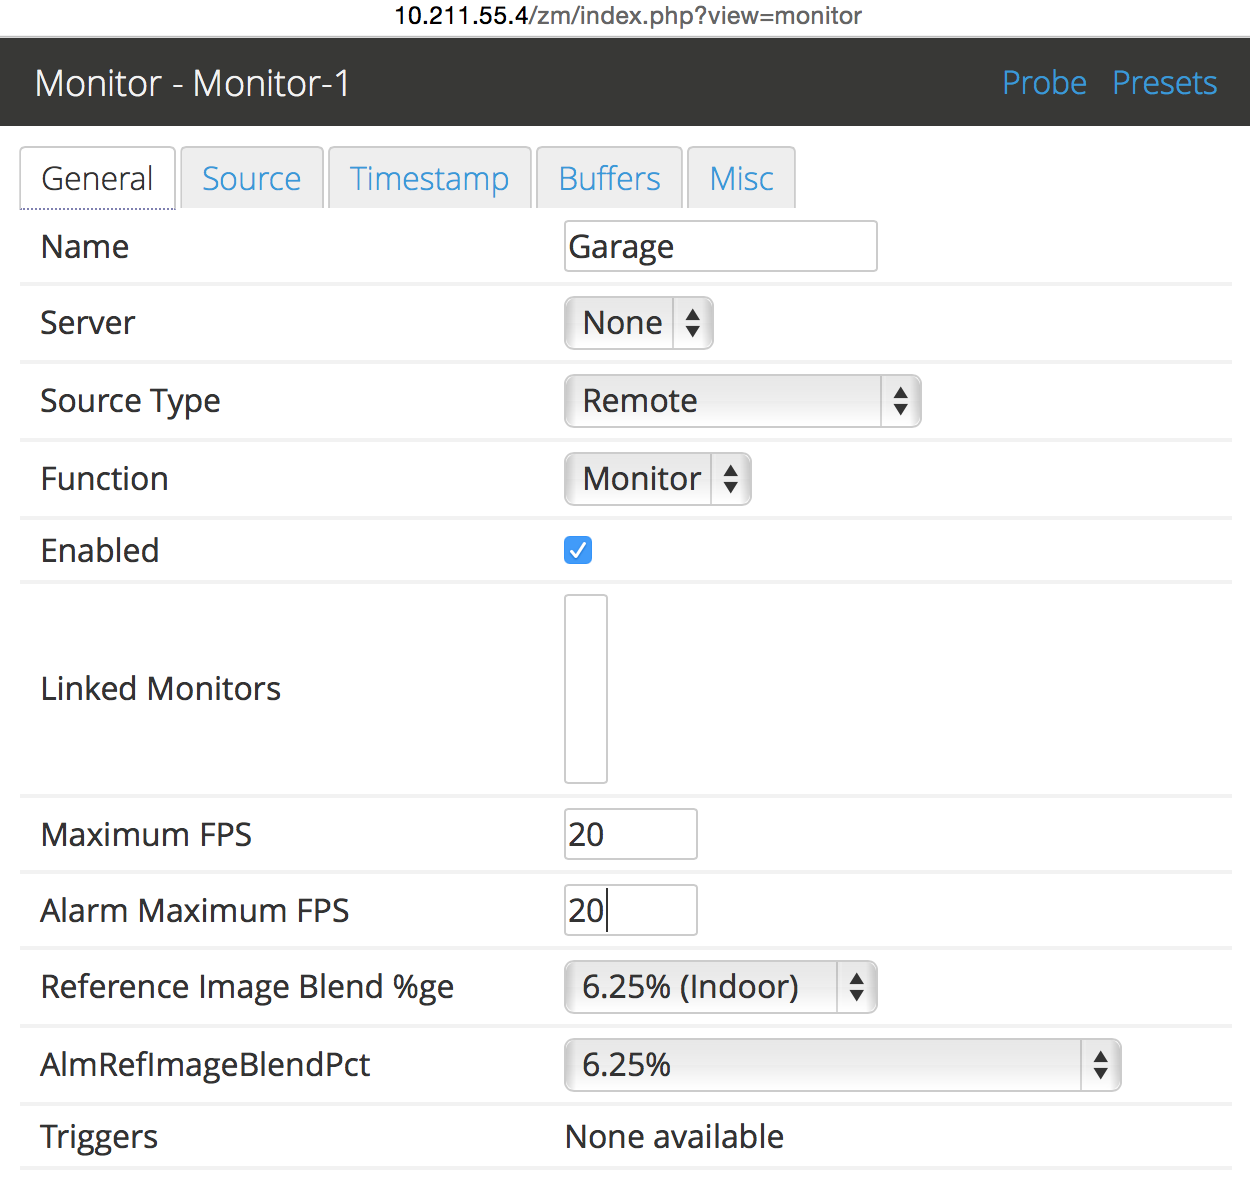 10.211.55.4/zm/index.php?view=monitor
Monitor - Monitor-1 Probe Presets
General Source Timestamp Buffers Misc
Name Garage
Server None
Source Type Remote
Function Monitor
Enabled
Linked Monitors
Maximum FPS 20
Alarm Maximum FPS 20
Reference Image Blend %ge 6.25% (Indoor)
AlmRefImageBlendPct 6.25%
Triggers None available